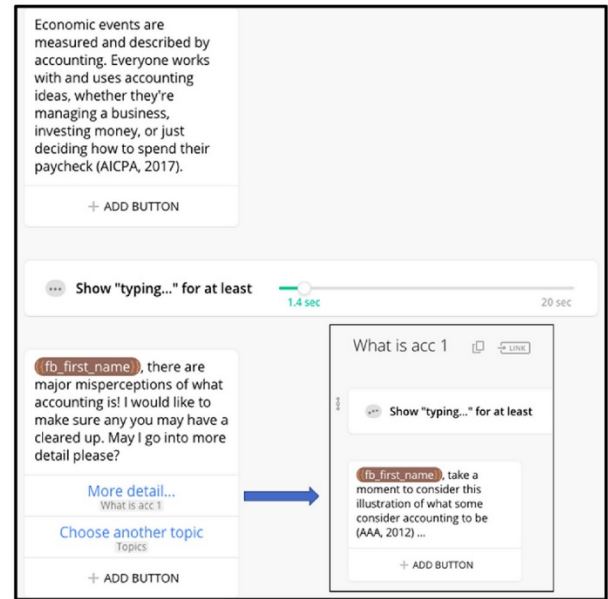 Economic events are
measured and described by
accounting. Everyone works
with and uses accounting
ideas, whether they're
managing a business,
investing money, or just
deciding how to spend their
paycheck (AICPA, 2017).
+ ADD BUTTON
Show "typing..." for at least
1.4 sec
20 sec
{{fb_first_name}}, there are
major misperceptions of what
accounting is! I would like to
make sure any you may have a
cleared up. May I go into more
detail please?
More detail...
What is acc 1
Choose another topic
Topics
+ ADD BUTTON
What is acc 1
LINK
Show "typing..." for at least
{{fb_first_name}}, take a
moment to consider this
illustration of what some
consider accounting to be
(AAA, 2012) ...
+ ADD BUTTON